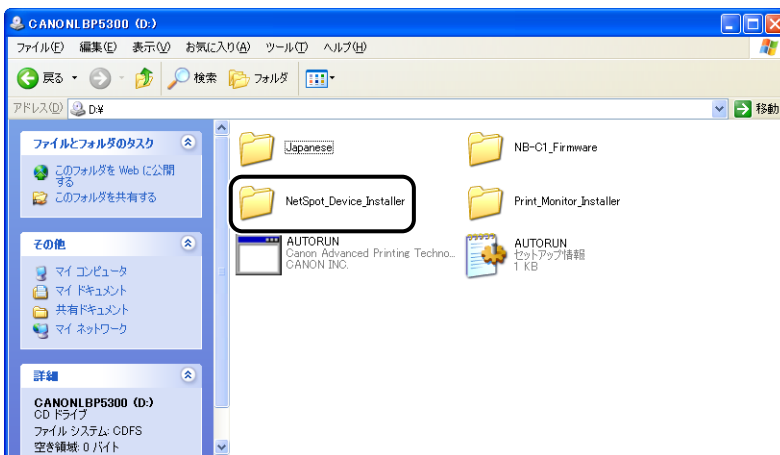 CANONLBP5300 (D:)
ファイル(F) 編集(E) 表示(V) お気に入り(A) ツール(T) ヘルプ(H)
戻る 検索 フォルダ
アドレス(D) D:¥ 移動
ファイルとフォルダのタスク
このフォルダを Web に公開
する
このフォルダを共有する
その他
マイ コンピュータ
マイ ドキュメント
共有ドキュメント
マイ ネットワーク
詳細
CANONLBP5300 (D:)
CD ドライブ
ファイル システム: CDFS
空き領域: 0 バイト
Japanese
NB-C1_Firmware
NetSpot_Device_Installer
Print_Monitor_Installer
AUTORUN
Canon Advanced Printing Techno...
CANON INC.
AUTORUN
セットアップ情報
1 KB